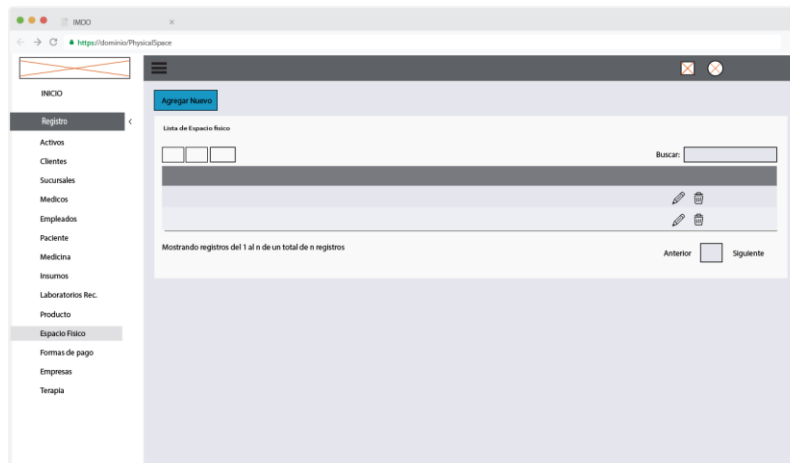 IMDO
https://dominio/PhysicalSpace
INICIO
Agregar Nuevo
Registro
Lista de Espacio fisico
Activos
Clientes
Buscar:
Sucursales
Medicos
Empleados
Paciente
Mostrando registros del 1 al n de un total de n registros
Anterior
Siguiente
Medicina
Insumos
Laboratorios Rec.
Producto
Espacio Fisico
Formas de pago
Empresas
Terapia